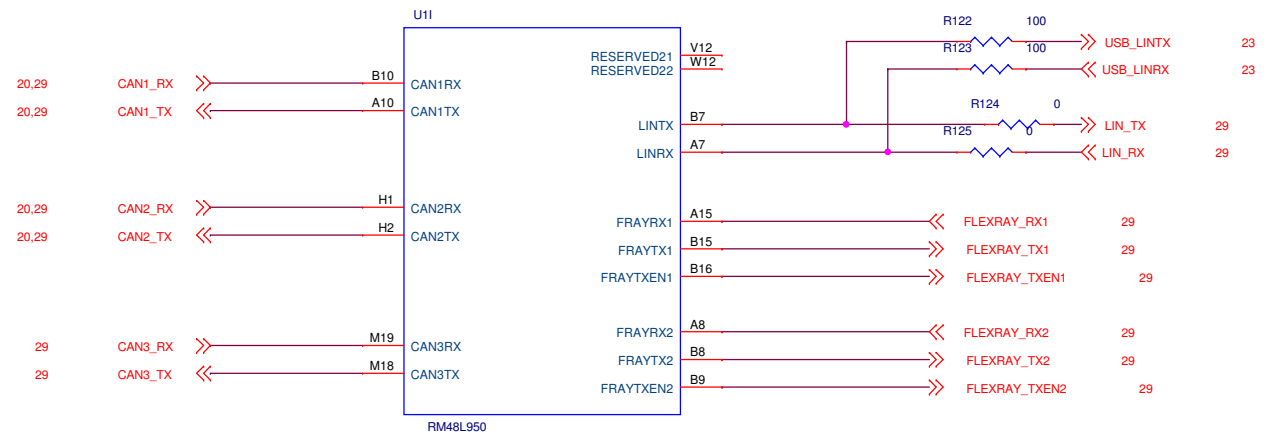 U1I
R122 100
USB_LINTX 23
R123 100
USB_LINRX 23
RESERVED21 V12
RESERVED22 W12
20,29 CAN1_RX B10 CAN1RX
20,29 CAN1_TX A10 CAN1TX
R124 0
LINTX B7 LIN_TX 29
R125 0
LINRX A7 LIN_RX 29
20,29 CAN2_RX H1 CAN2RX
20,29 CAN2_TX H2 CAN2TX
FRAYRX1 A15 FLEXRAY_RX1 29
FRAYTX1 B15 FLEXRAY_TX1 29
FRAYTXEN1 B16 FLEXRAY_TXEN1 29
29 CAN3_RX M19 CAN3RX
29 CAN3_TX M18 CAN3TX
FRAYRX2 A8 FLEXRAY_RX2 29
FRAYTX2 B8 FLEXRAY_TX2 29
FRAYTXEN2 B9 FLEXRAY_TXEN2 29
RM48L950